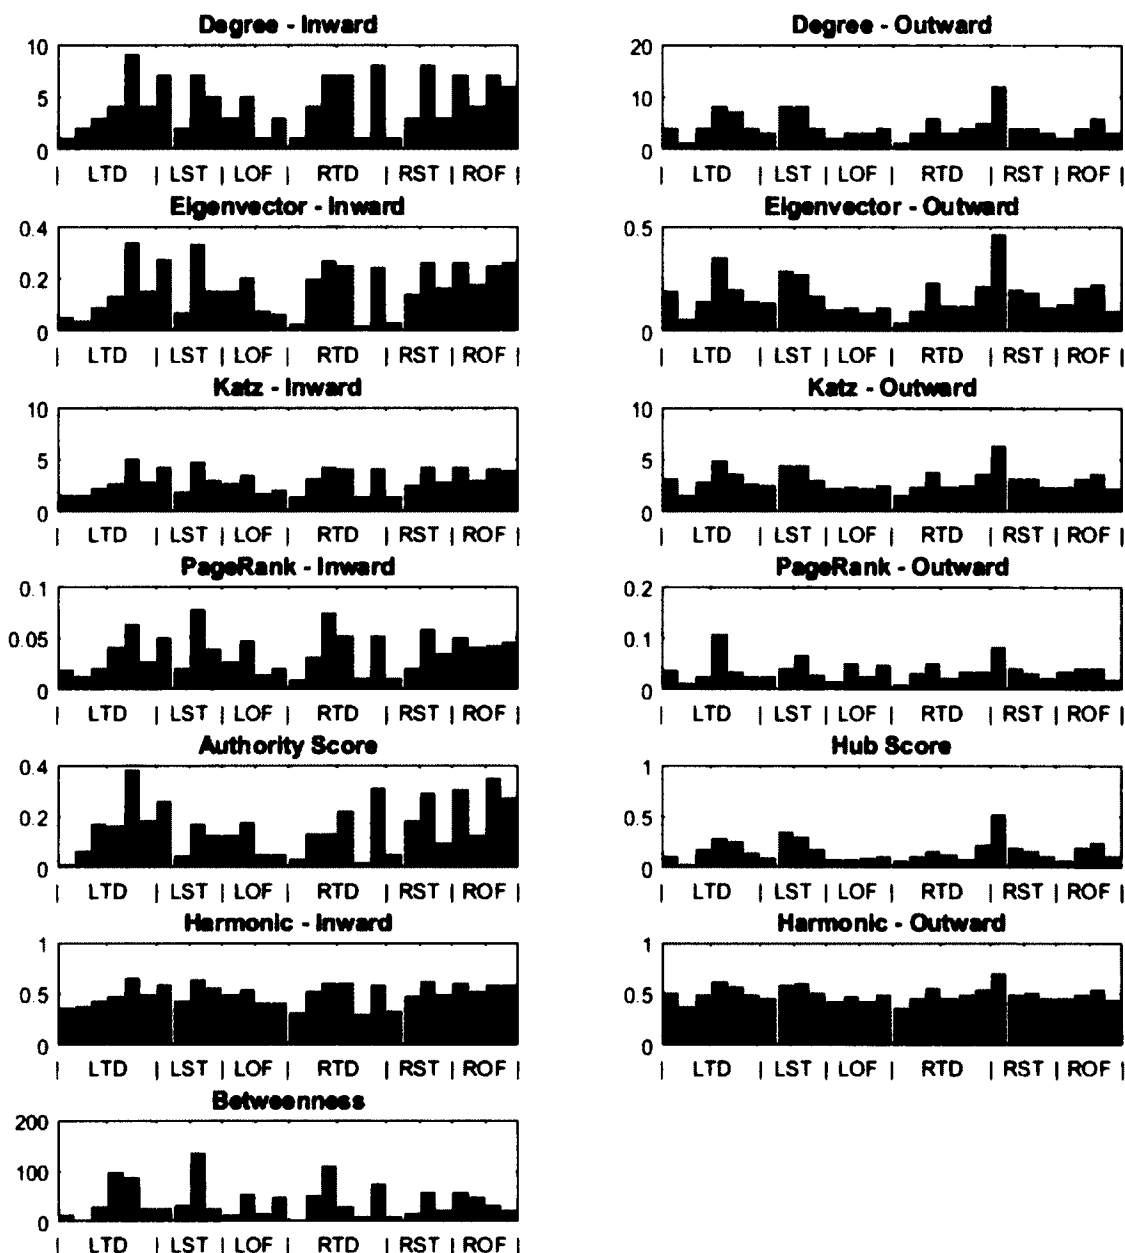 Degree - Inward
Degree - Outward
10
5
0
20
10
0
| LTD | LST | LOF | RTD | RST | ROF |
| LTD | LST | LOF | RTD | RST | ROF |
Eigenvector - Inward
Eigenvector - Outward
0.4
0.2
0
0.5
0
| LTD | LST | LOF | RTD | RST | ROF |
| LTD | LST | LOF | RTD | RST | ROF |
Katz - Inward
Katz - Outward
10
5
0
10
5
0
| LTD | LST | LOF | RTD | RST | ROF |
| LTD | LST | LOF | RTD | RST | ROF |
PageRank - Inward
PageRank - Outward
0.1
0.05
0
0.2
0.1
0
| LTD | LST | LOF | RTD | RST | ROF |
| LTD | LST | LOF | RTD | RST | ROF |
Authority Score
Hub Score
0.4
0.2
0
1
0.5
0
| LTD | LST | LOF | RTD | RST | ROF |
| LTD | LST | LOF | RTD | RST | ROF |
Harmonic - Inward
Harmonic - Outward
1
0.5
0
1
0.5
0
| LTD | LST | LOF | RTD | RST | ROF |
| LTD | LST | LOF | RTD | RST | ROF |
Betweenness
200
100
0
| LTD | LST | LOF | RTD | RST | ROF |